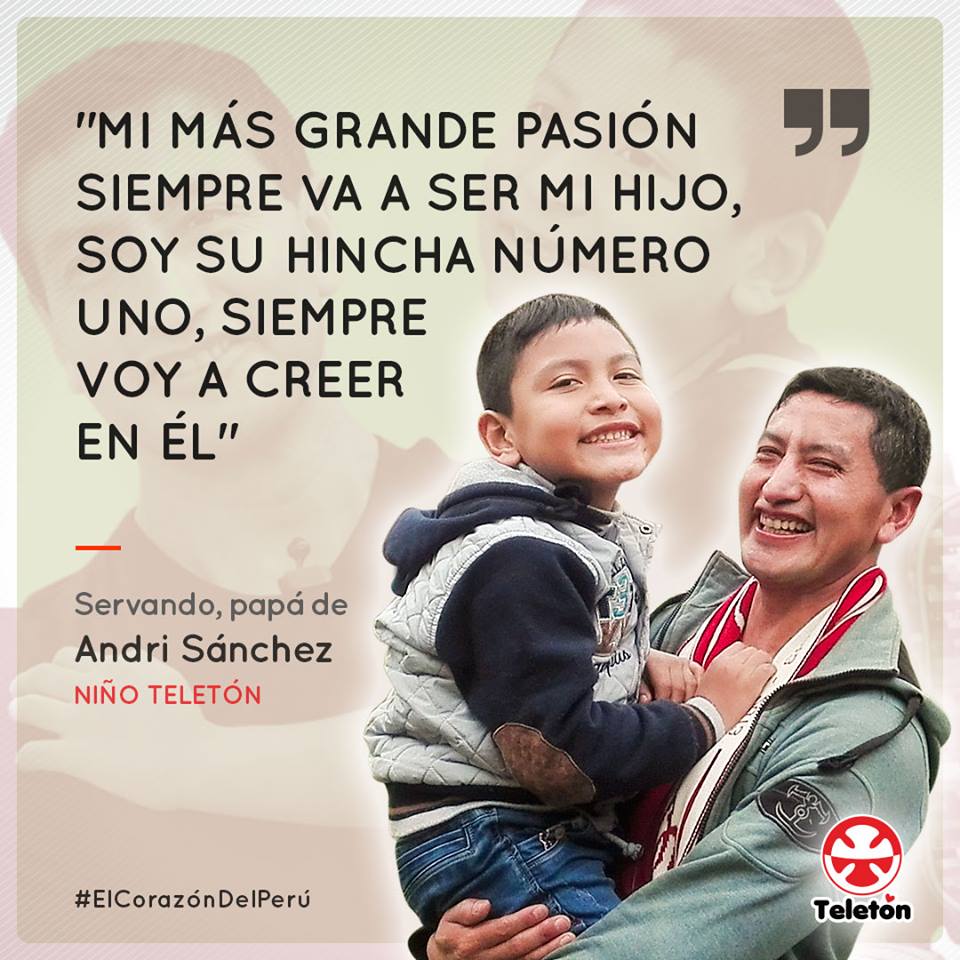 "MI MÁS GRANDE PASIÓN
SIEMPRE VA A SER MI HIJO,
SOY SU HINCHA NÚMERO
UNO, SIEMPRE
VOY A CREER
EN ÉL"
Servando, papá de
Andri Sánchez
NIÑO TELETÓN
#ElCorazónDelPerú
Teletón